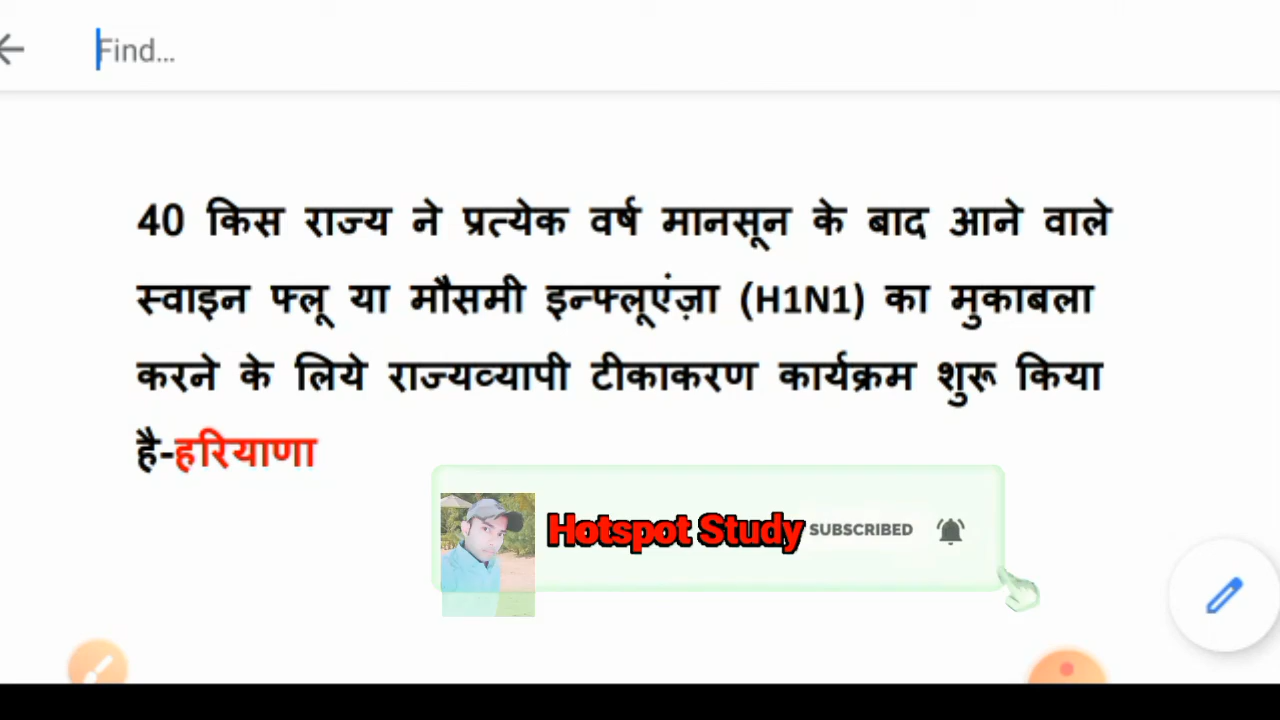 Find...
40 किस राज्य ने प्रत्येक वर्ष मानसून के बाद आने वाले
स्वाइन फ्लू या मौसमी इन्फ्लूएंज़ा (H1N1) का मुकाबला
करने के लिये राज्यव्यापी टीकाकरण कार्यक्रम शुरू किया
है-हरियाणा
Hotspot Study SUBSCRIBED